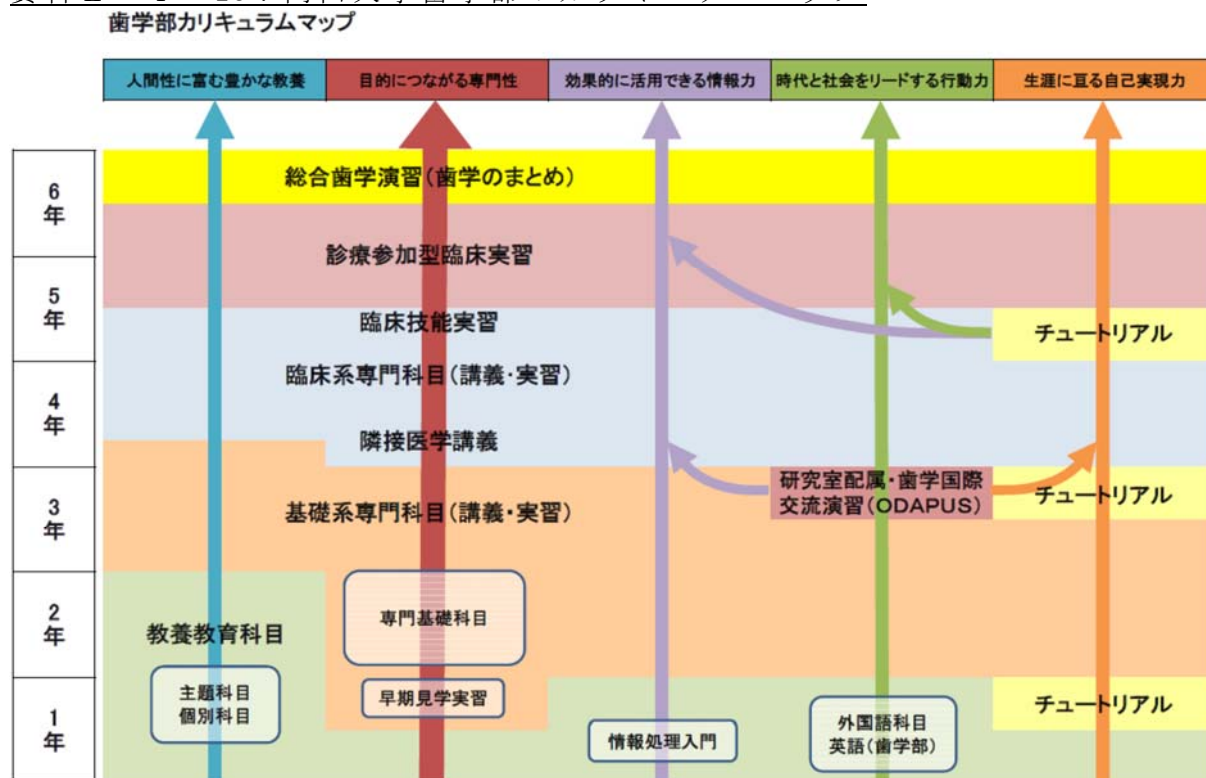 歯学部カリキュラムマップ
人間性に富む豊かな教養
目的につながる専門性
効果的に活用できる情報力
時代と社会をリードする行動力
生涯に亘る自己実現力
6
年
総合歯学演習(歯学のまとめ)
診療参加型臨床実習
5
年
臨床技能実習
チュートリアル
臨床系専門科目(講義・実習)
4
年
隣接医学講義
3
年
基礎系専門科目(講義・実習)
研究室配属・歯学国際
交流演習(ODAPUS)
チュートリアル
2
年
教養教育科目
専門基礎科目
主題科目
個別科目
早期見学実習
1
年
情報処理入門
外国語科目
英語(歯学部)
チュートリアル